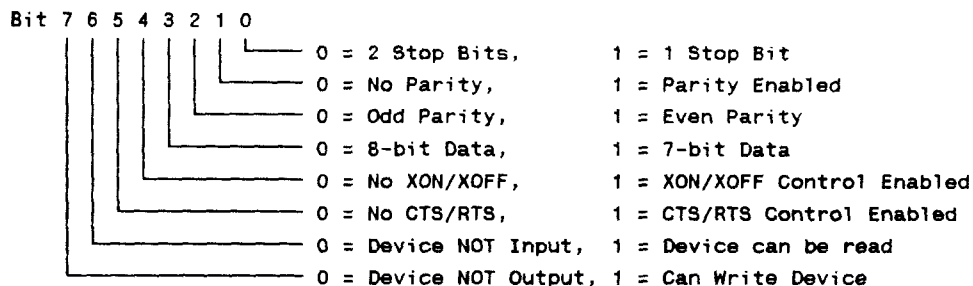 Bit 7 6 5 4 3 2 1 0
0 = 2 Stop Bits, 1 = 1 Stop Bit
0 = No Parity, 1 = Parity Enabled
0 = Odd Parity, 1 = Even Parity
0 = 8-bit Data, 1 = 7-bit Data
0 = No XON/XOFF, 1 = XON/XOFF Control Enabled
0 = No CTS/RTS, 1 = CTS/RTS Control Enabled
0 = Device NOT Input, 1 = Device can be read
0 = Device NOT Output, 1 = Can Write Device